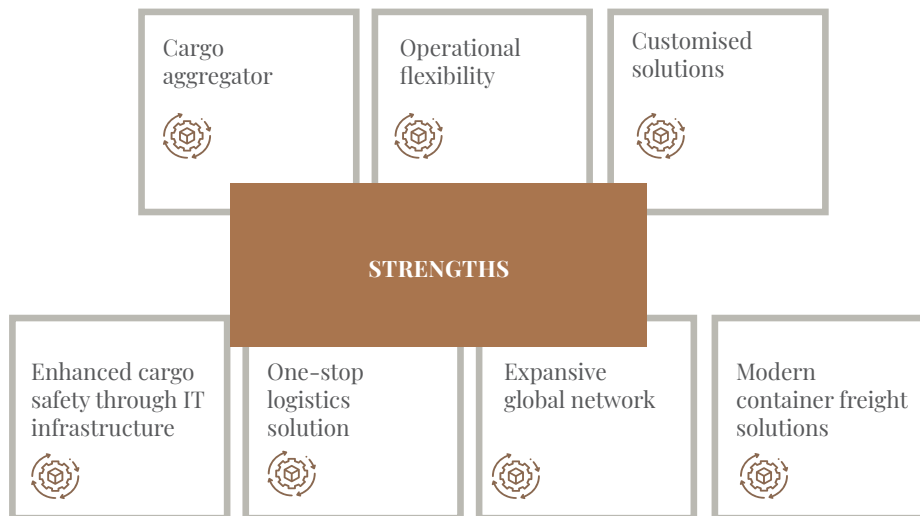 Cargo
aggregator
Operational
flexibility
Customised
solutions
STRENGTHS
Enhanced cargo
safety through IT
infrastructure
One-stop
logistics
solution
Expansive
global network
Modern
container freight
solutions